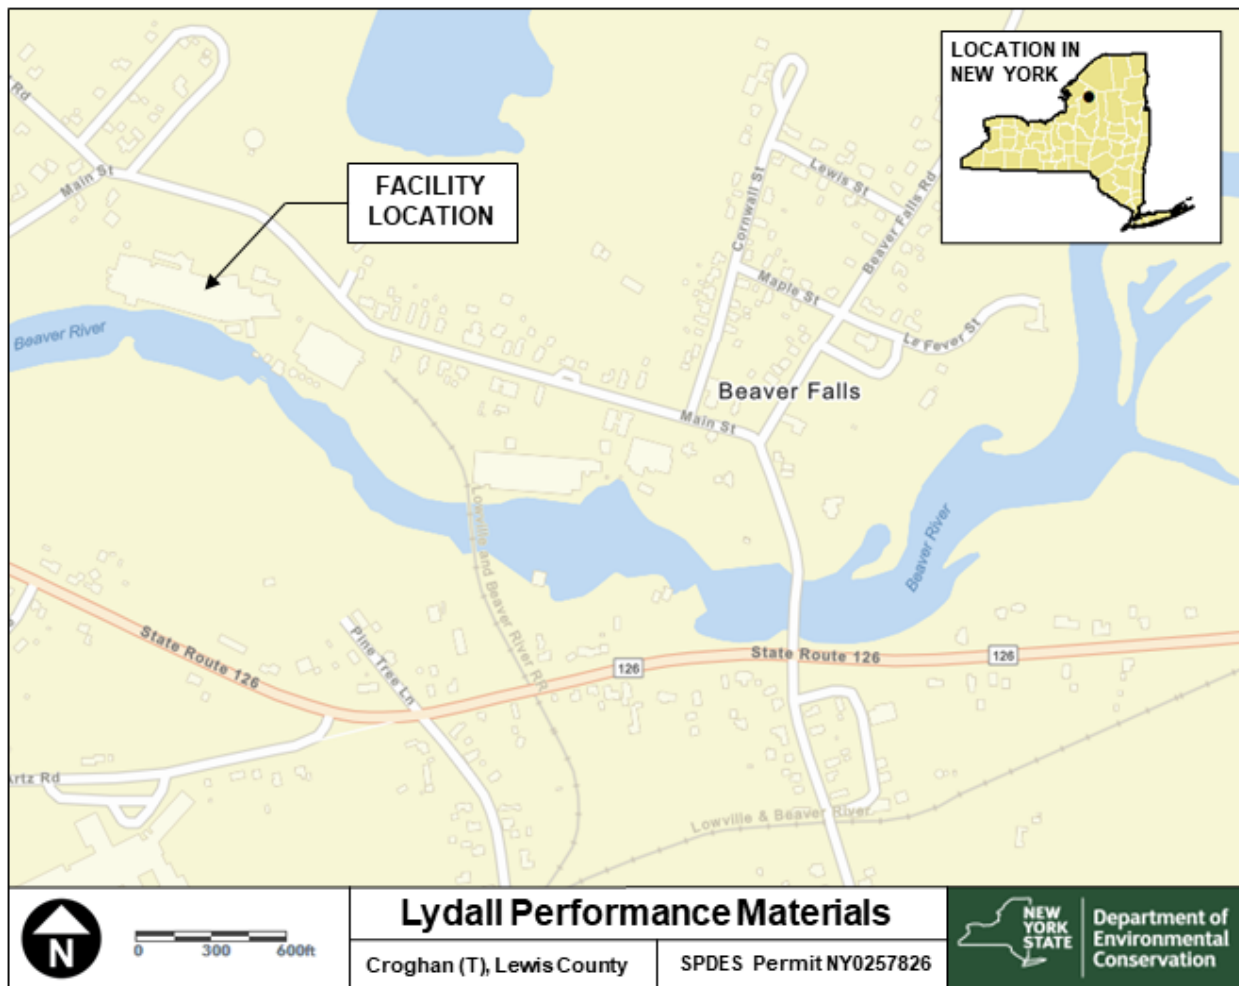 LOCATION IN
NEW YORK
Rd
Main St
FACILITY
LOCATION
Cornwall St
Lewis St
Beaver Falls Rd
Maple St
Le Fever St
Beaver River
Beaver Falls
Main St
Lowville and Beaver River RR
Beaver River
Pine Tree Ln
State Route 126
126
State Route 126
126
Artz Rd
Lowville & Beaver River
N
0 300 600ft
Lydall Performance Materials
Croghan (T), Lewis County
SPDES Permit NY0257826
NEW
YORK
STATE
Department of
Environmental
Conservation